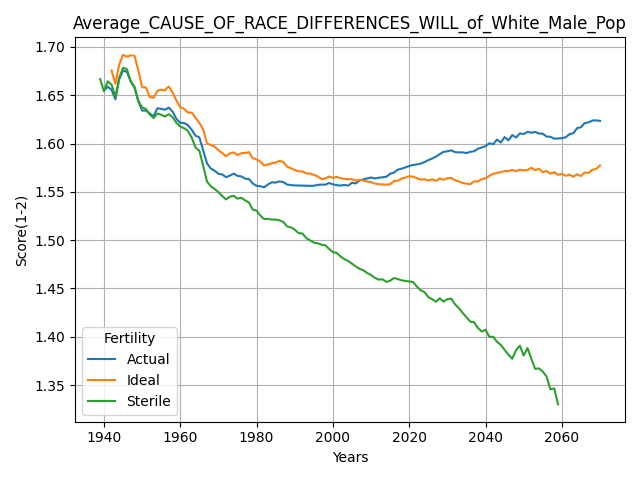 Average_CAUSE_OF_RACE_DIFFERENCES_WILL_of_White_Male_Pop
1.70
1.65
1.60
1.55
1.50
1.45
1.40
1.35
Score(1-2)
Fertility
Actual
Ideal
Sterile
1940 1960 1980 2000 2020 2040 2060
Years